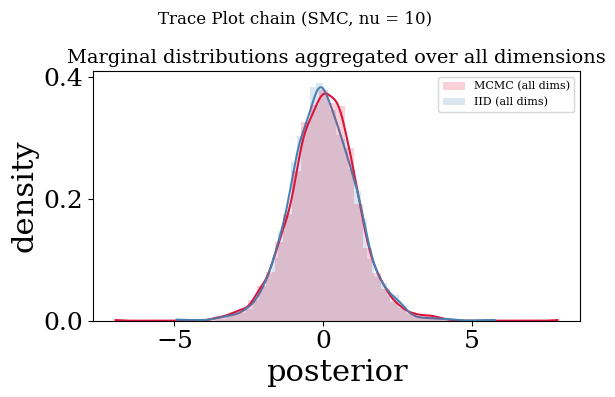 Trace Plot chain (SMC, nu = 10)
Marginal distributions aggregated over all dimensions
MCMC (all dims)
IID (all dims)
density
0.4
0.2
0.0
−5
0
5
posterior